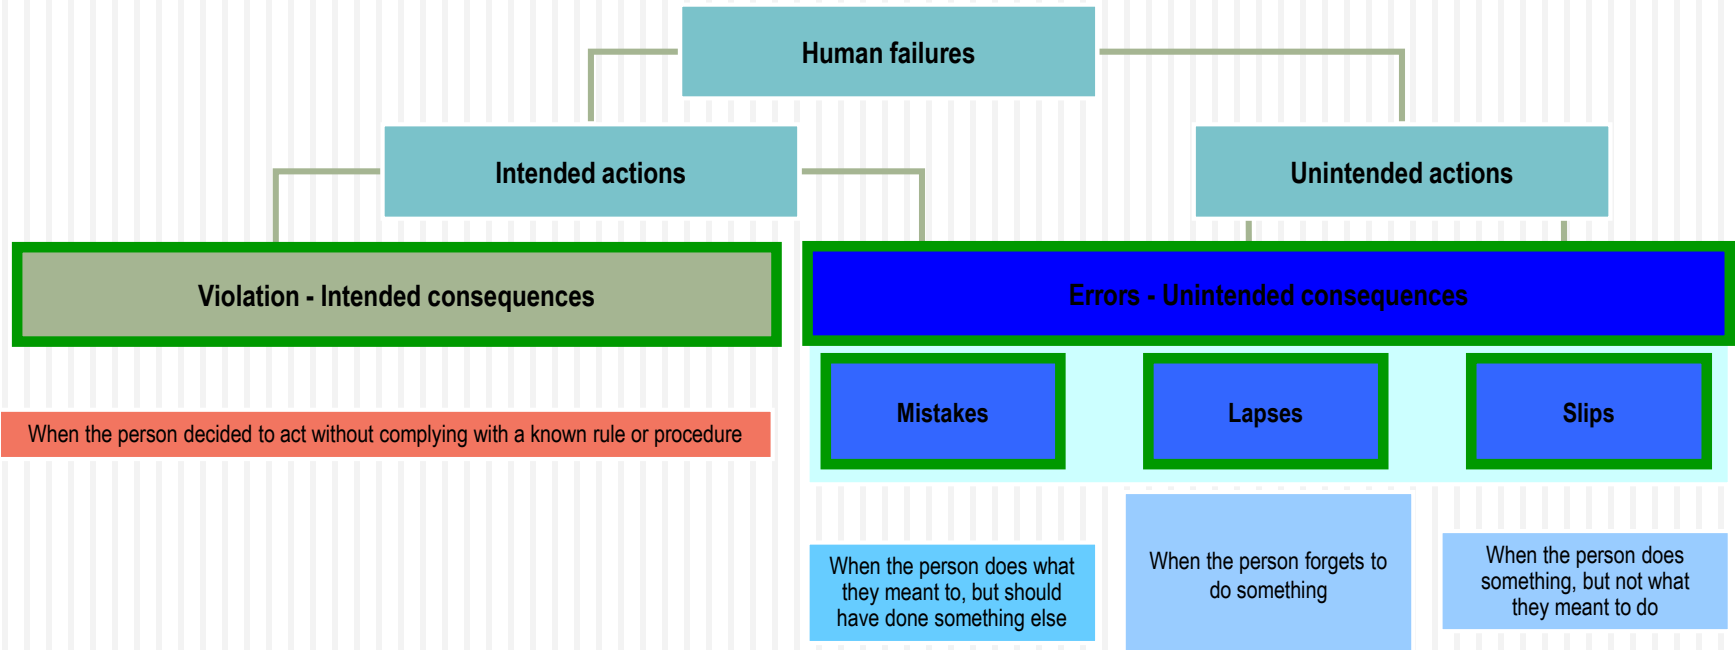 Human failures
Intended actions
Unintended actions
Violation - Intended consequences
Errors - Unintended consequences
Mistakes
Lapses
Slips
When the person decided to act without complying with a known rule or procedure
When the person does what
they meant to, but should
have done something else
When the person forgets to
do something
When the person does
something, but not what
they meant to do